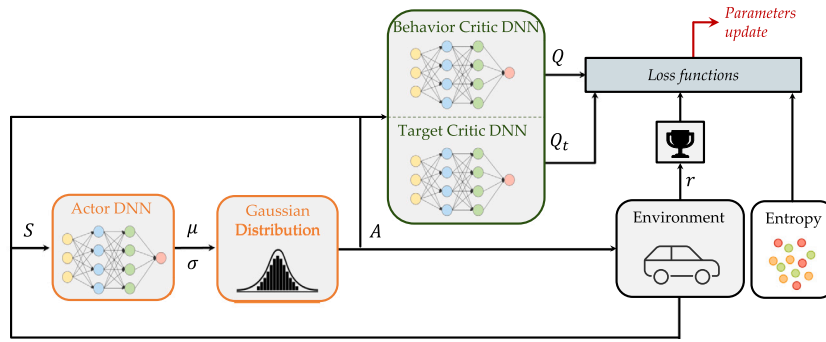 Behavior Critic DNN
Parameters
update
Q
Loss functions
Target Critic DNN
Q_t
r
Actor DNN
Gaussian
Distribution
Environment
Entropy
S
μ
σ
A